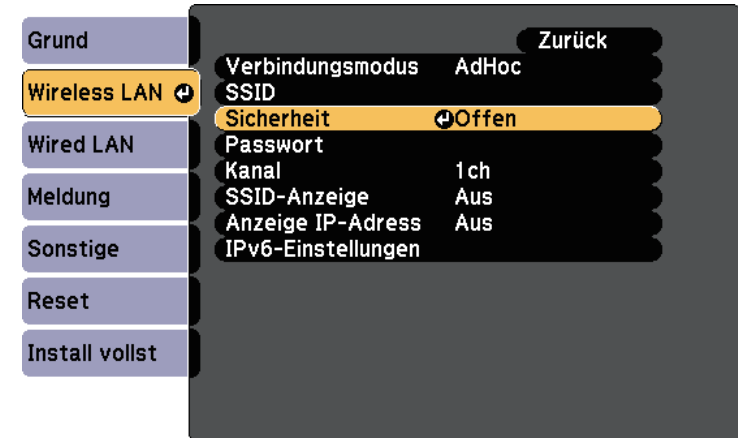 Grund
Wireless LAN
Wired LAN
Meldung
Sonstige
Reset
Install vollst
Zurück
Verbindungsmodus AdHoc
SSID
Sicherheit Offen
Passwort
Kanal 1ch
SSID-Anzeige Aus
Anzeige IP-Adress Aus
IPv6-Einstellungen